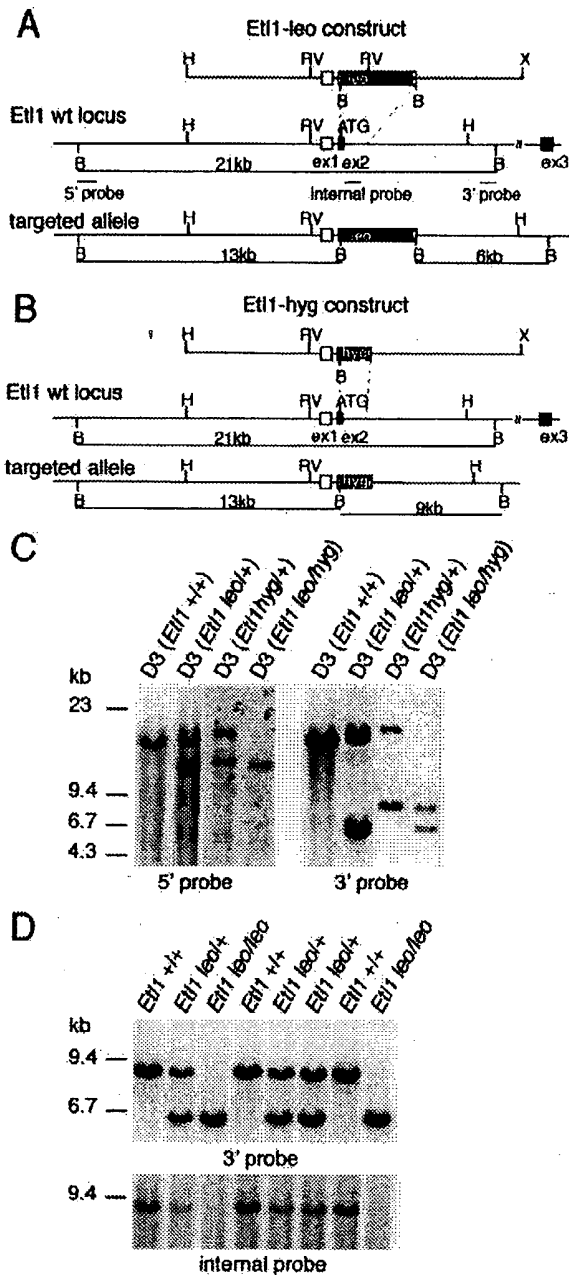 A
Etl1-leo construct
H RV RV X
B B
Etl1 wt locus
H RV ATG H
B 21kb ex1 ex2 B ex3
5' probe internal probe 3' probe
targeted allele
H RV H
B 13kb B B 6kb B
B
Etl1-hyg construct
H RV X
B
Etl1 wt locus
H RV ATG H
B 21kb ex1 ex2 B ex3
targeted allele
H RV H
B 13kb B 9kb B
C
D3 (Etl1 +/+)
D3 (Etl1 leo/+)
D3 (Etl1hyg/+)
D3 (Etl1 leo/hyg)
D3 (Etl1 +/+)
D3 (Etl1 leo/+)
D3 (Etl1hyg/+)
D3 (Etl1 leo/hyg)
kb
23
9.4
6.7
4.3
5' probe 3' probe
D
Etl1 +/+
Etl1 leo/+
Etl1 leo/leo
Etl1 +/+
Etl1 leo/+
Etl1 leo/+
Etl1 +/+
Etl1 leo/leo
kb
9.4
6.7
3' probe
9.4
internal probe